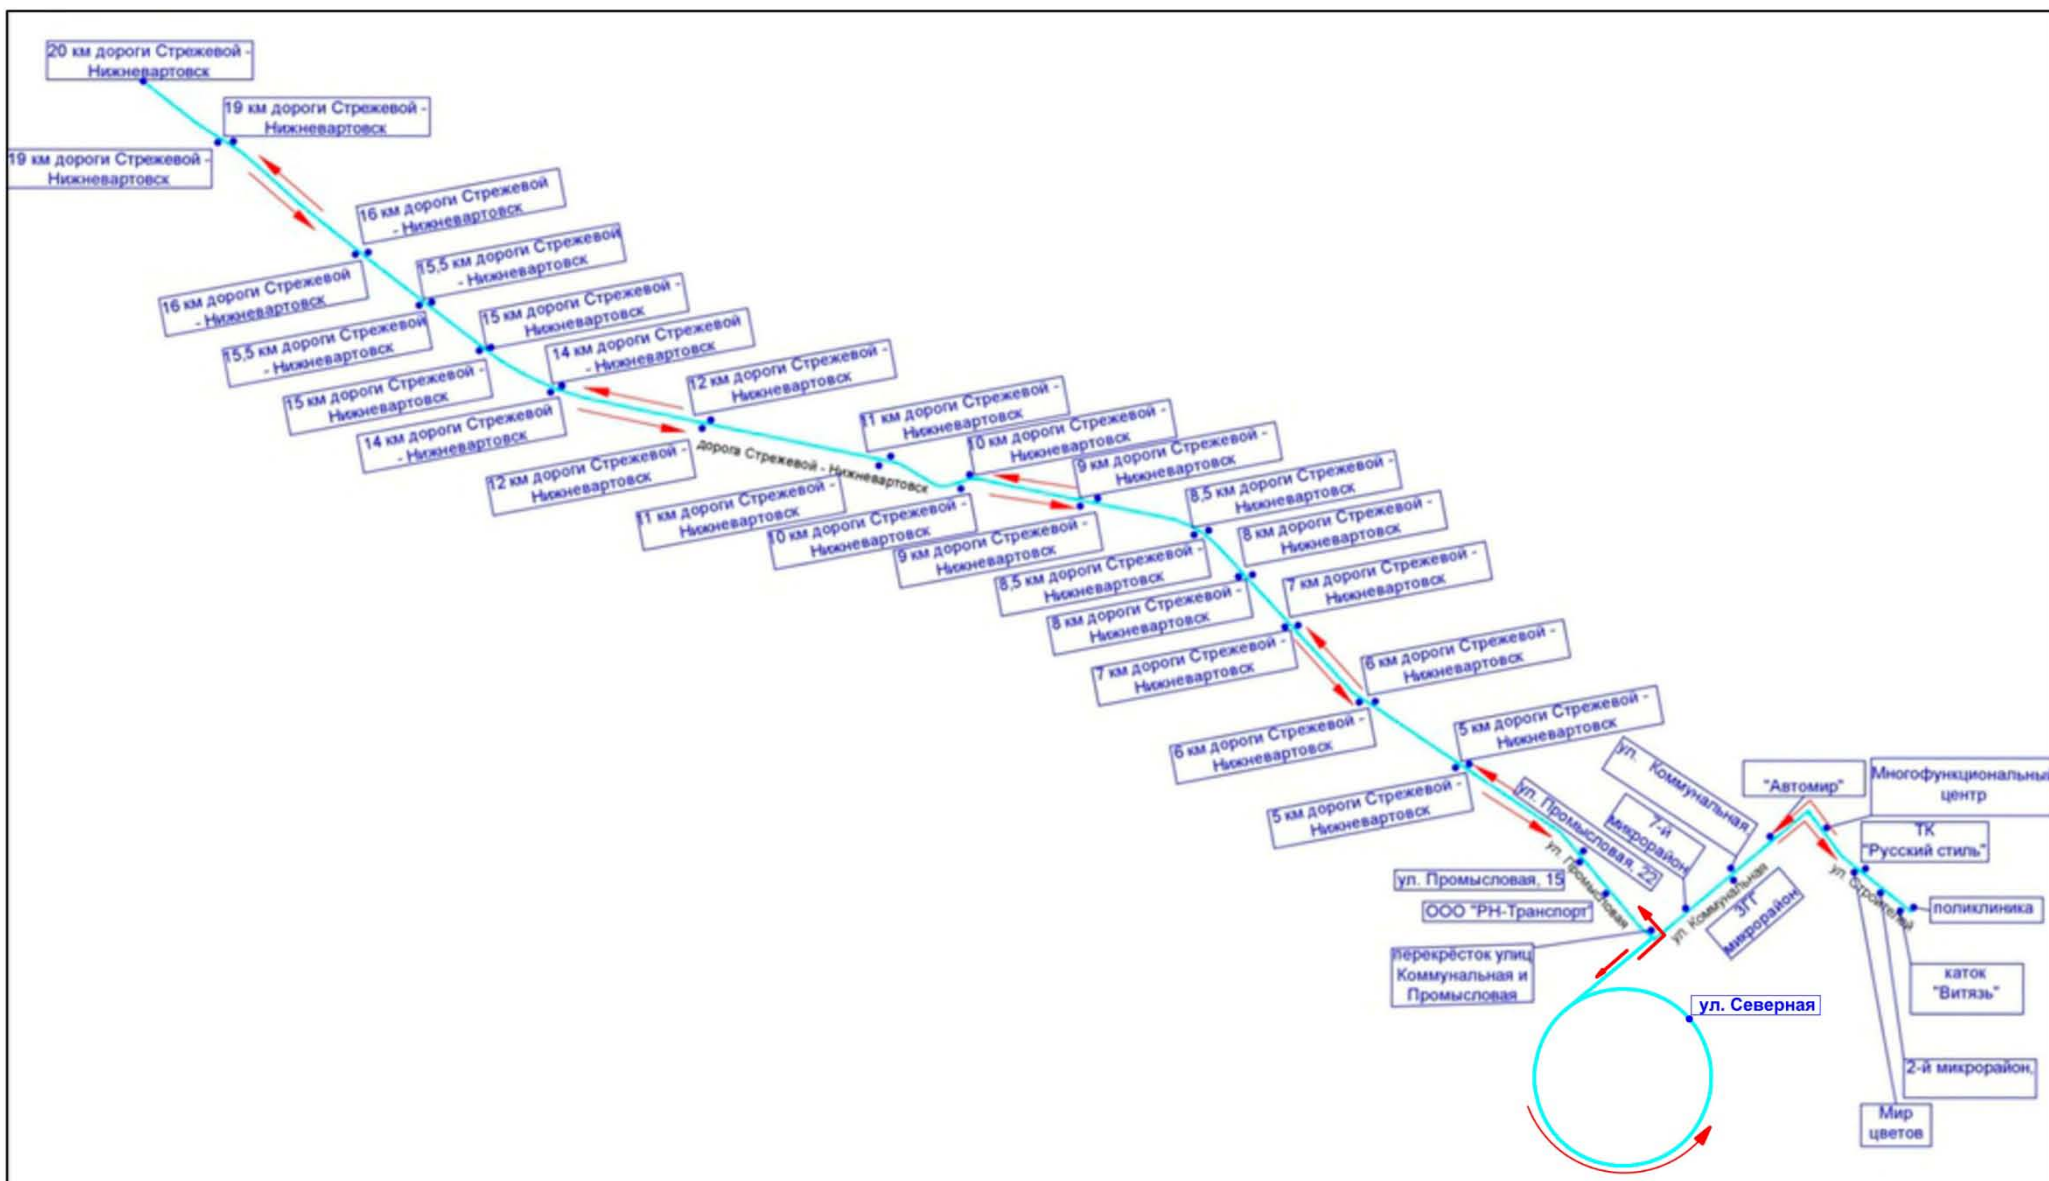 20 км дороги Стрежевой -
Нижневартовск
19 км дороги Стрежевой -
Нижневартовск
19 км дороги Стрежевой -
Нижневартовск
16 км дороги Стрежевой
- Нижневартовск
16 км дороги Стрежевой
- Нижневартовск
15,5 км дороги Стрежевой
- Нижневартовск
15,5 км дороги Стрежевой
- Нижневартовск
15 км дороги Стрежевой -
Нижневартовск
15 км дороги Стрежевой -
Нижневартовск
14 км дороги Стрежевой
- Нижневартовск
14 км дороги Стрежевой
- Нижневартовск
12 км дороги Стрежевой -
Нижневартовск
12 км дороги Стрежевой -
Нижневартовск
дорога Стрежевой - Нижневартовск
11 км дороги Стрежевой -
Нижневартовск
11 км дороги Стрежевой -
Нижневартовск
10 км дороги Стрежевой -
Нижневартовск
10 км дороги Стрежевой -
Нижневартовск
9 км дороги Стрежевой -
Нижневартовск
9 км дороги Стрежевой -
Нижневартовск
8,5 км дороги Стрежевой -
Нижневартовск
8,5 км дороги Стрежевой -
Нижневартовск
8 км дороги Стрежевой -
Нижневартовск
8 км дороги Стрежевой -
Нижневартовск
7 км дороги Стрежевой -
Нижневартовск
7 км дороги Стрежевой -
Нижневартовск
6 км дороги Стрежевой -
Нижневартовск
6 км дороги Стрежевой -
Нижневартовск
5 км дороги Стрежевой -
Нижневартовск
5 км дороги Стрежевой -
Нижневартовск
ул. Промысловая, 22
ул. Промысловая
ул. Промысловая, 15
ООО "РН-Транспорт"
перекрёсток улиц
Коммунальная и
Промысловая
ул. Коммунальная,
7-й
микрорайон
ул. Коммунальная
3ГГ
микрорайон
"Автомир"
Многофункциональный
центр
ТК
"Русский стиль"
ул. Строителей
поликлиника
каток
"Витязь"
2-й микрорайон,
Мир
цветов
ул. Северная